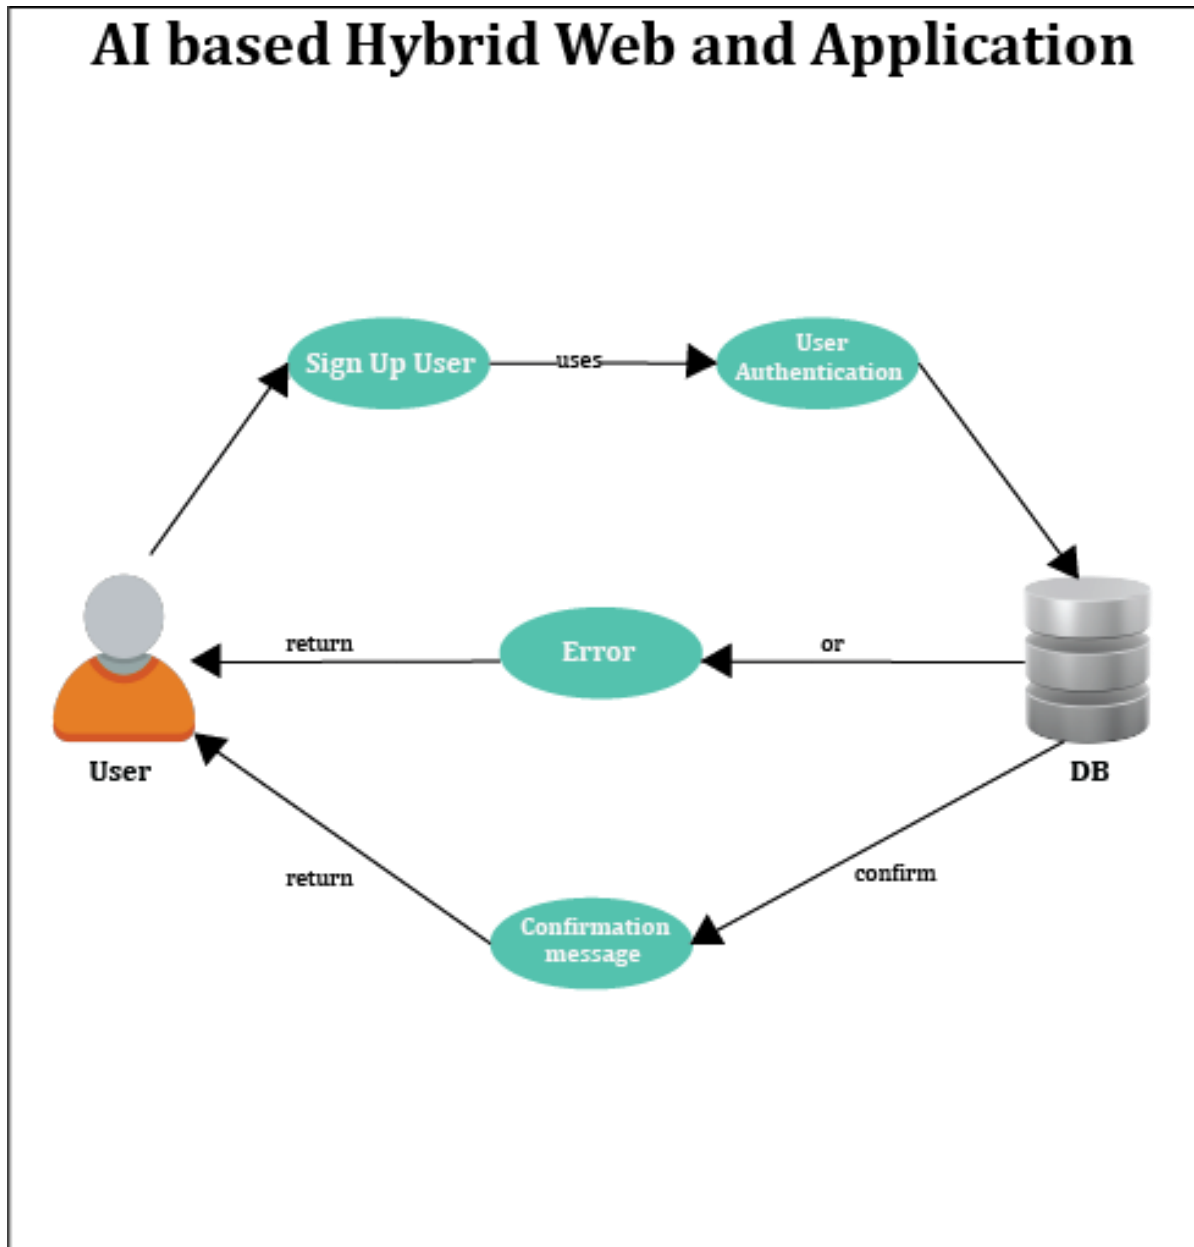 AI based Hybrid Web and Application
Sign Up User
uses
User
Authentication
return
Error
or
User
DB
return
confirm
Confirmation
message